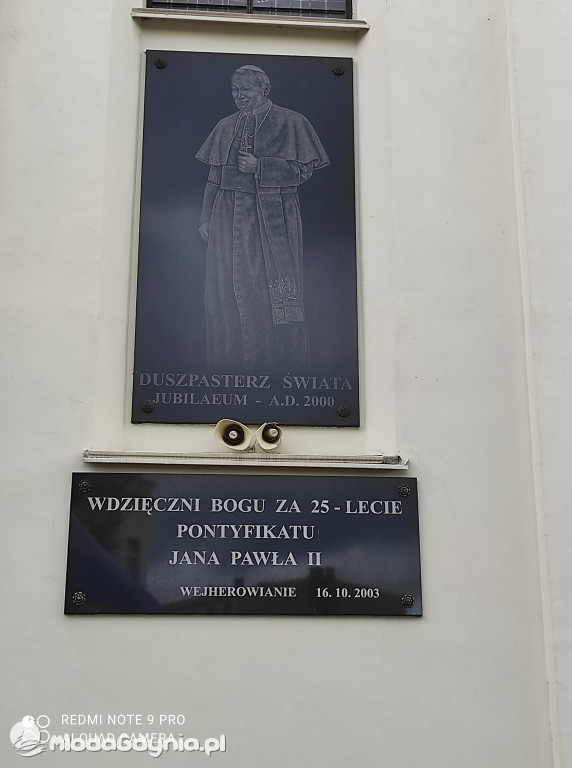 DUSZPASTERZ ŚWIATA
JUBILAEUM - A.D. 2000
WDZIĘCZNI BOGU ZA 25 - LECIE
PONTYFIKATU
JANA PAWŁA II
WEJHEROWIANIE 16. 10. 2003
REDMI NOTE 9 PRO
AI QUAD CAMERA
MlodaGdynia.pl